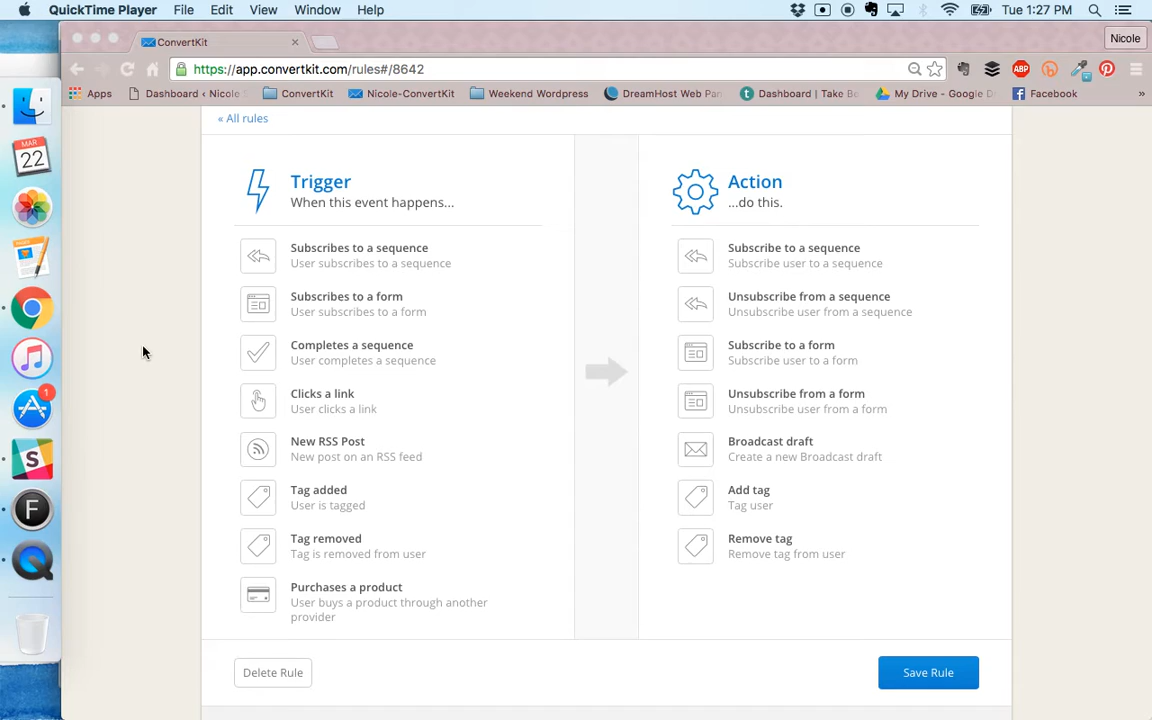 QuickTime Player File Edit View Window Help Tue 1:27 PM
ConvertKit Nicole
https://app.convertkit.com/rules#/8642 ABP
Apps Dashboard ‹ Nicole ConvertKit Nicole-ConvertKit Weekend Words DreamHost Web Pan Dashboard | Take Be My Drive - Google D Facebook »
« All rules
Trigger
When this event happens...
Subscribes to a sequence
User subscribes to a sequence
Subscribes to a form
User subscribes to a form
Completes a sequence
User completes a sequence
Clicks a link
User clicks a link
New RSS Post
New post on an RSS feed
Tag added
User is tagged
Tag removed
Tag is removed from user
Purchases a product
User buys a product through another
provider
Action
...do this.
Subscribe to a sequence
Subscribe user to a sequence
Unsubscribe from a sequence
Unsubscribe user from a sequence
Subscribe to a form
Subscribe user to a form
Unsubscribe from a form
Unsubscribe user from a form
Broadcast draft
Create a new Broadcast draft
Add tag
Tag user
Remove tag
Remove tag from user
Delete Rule
Save Rule
MAR
22
1
S
F